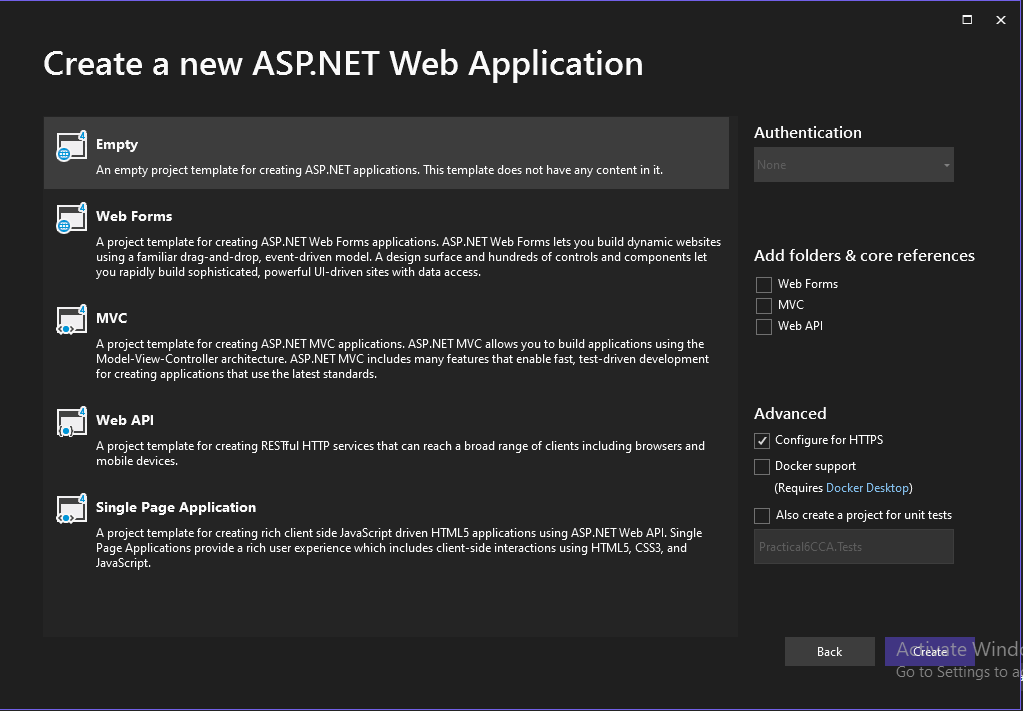 Create a new ASP.NET Web Application
Empty
An empty project template for creating ASP.NET applications. This template does not have any content in it.
Web Forms
A project template for creating ASP.NET Web Forms applications. ASP.NET Web Forms lets you build dynamic websites
using a familiar drag-and-drop, event-driven model. A design surface and hundreds of controls and components let
you rapidly build sophisticated, powerful UI-driven sites with data access.
MVC
A project template for creating ASP.NET MVC applications. ASP.NET MVC allows you to build applications using the
Model-View-Controller architecture. ASP.NET MVC includes many features that enable fast, test-driven development
for creating applications that use the latest standards.
Web API
A project template for creating RESTful HTTP services that can reach a broad range of clients including browsers and
mobile devices.
Single Page Application
A project template for creating rich client side JavaScript driven HTML5 applications using ASP.NET Web API. Single
Page Applications provide a rich user experience which includes client-side interactions using HTML5, CSS3, and
JavaScript.
Authentication
None
Add folders & core references
Web Forms
MVC
Web API
Advanced
Configure for HTTPS
Docker support
(Requires Docker Desktop)
Also create a project for unit tests
Practical6CCA.Tests
Back
Create
Activate Windo
Go to Settings to a